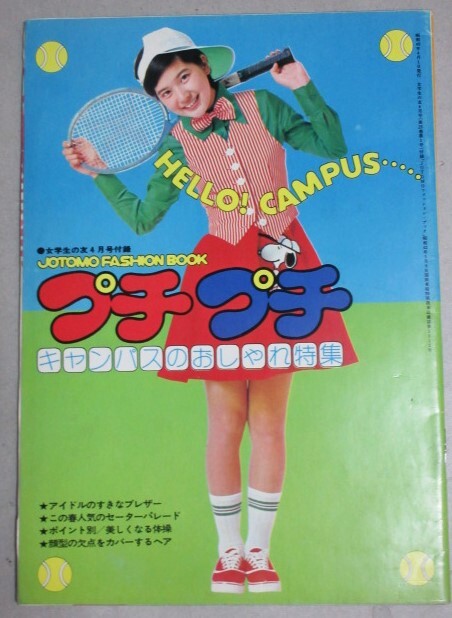 HELLO! CAMPUS・・・・・
●女学生の友4月号付録
JOTOMO FASHION BOOK
プチプチ
キャンパスのおしゃれ特集
★アイドルのすきなブレザー
★この春人気のセーターパレード
★ポイント別/美しくなる体操
★顔型の欠点をカバーするヘア